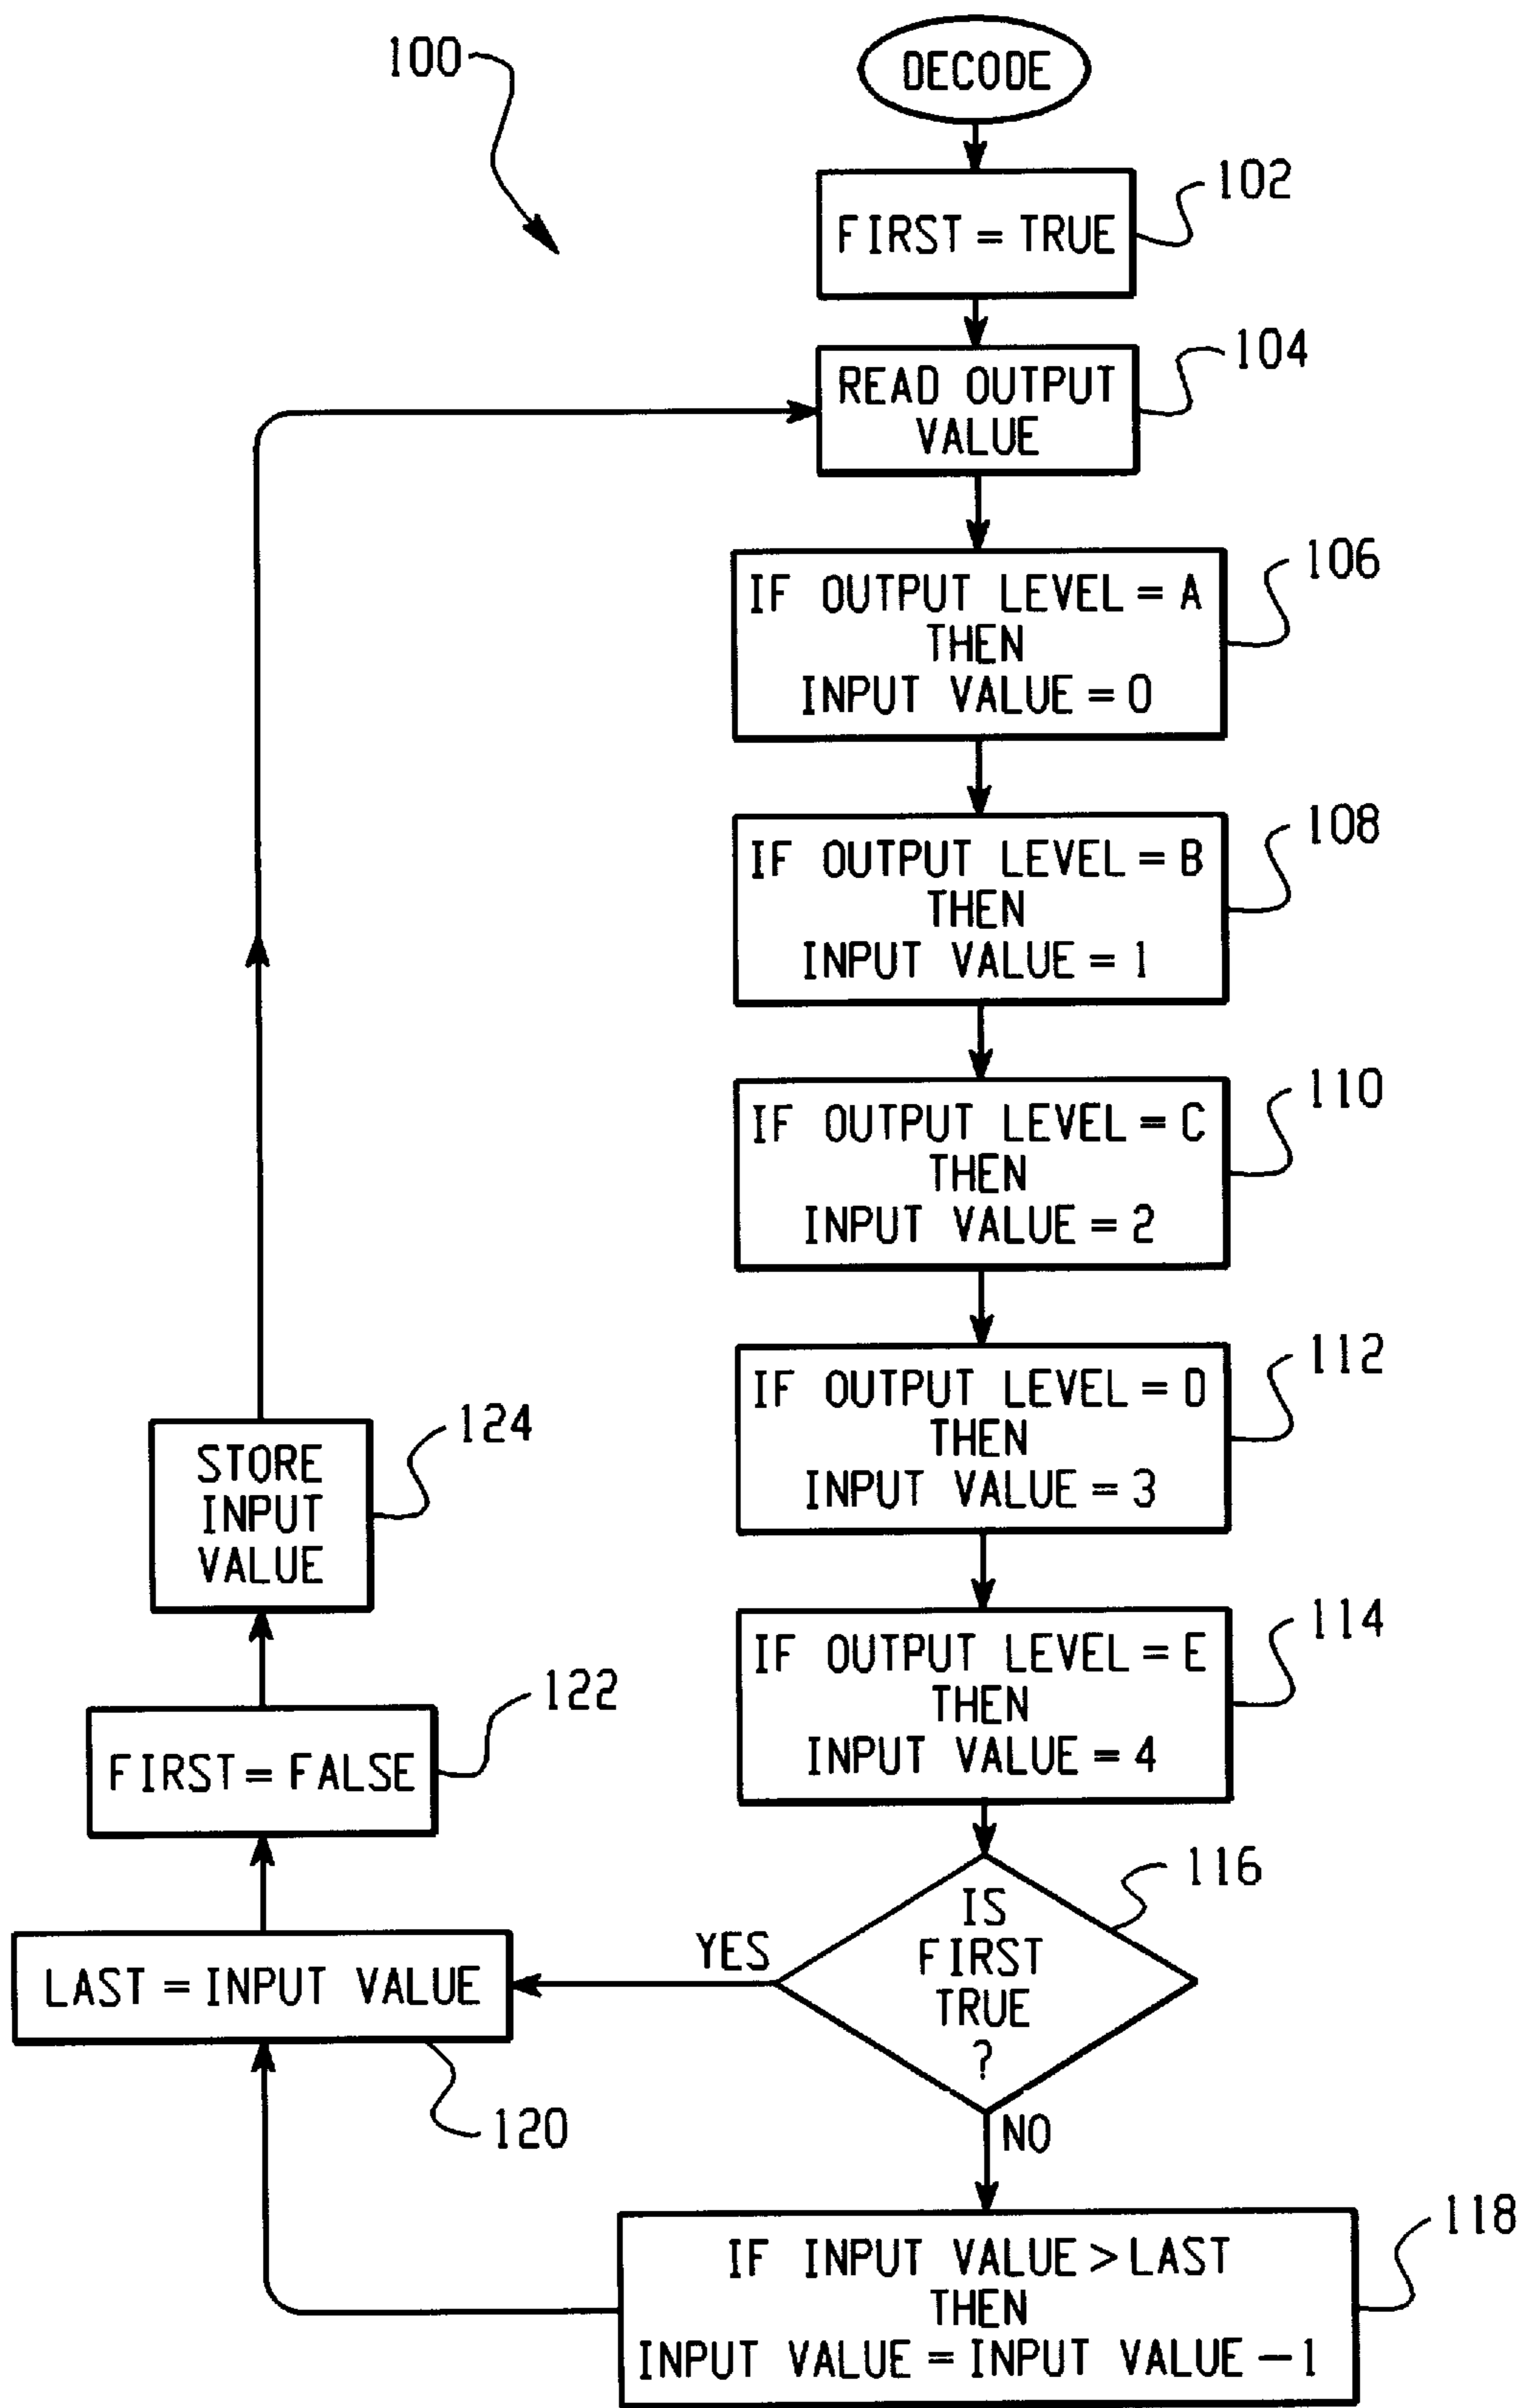 100
DECODE
102
FIRST = TRUE
104
READ OUTPUT
VALUE
106
IF OUTPUT LEVEL = A
THEN
INPUT VALUE = 0
108
IF OUTPUT LEVEL = B
THEN
INPUT VALUE = 1
110
IF OUTPUT LEVEL = C
THEN
INPUT VALUE = 2
112
IF OUTPUT LEVEL = D
THEN
INPUT VALUE = 3
114
IF OUTPUT LEVEL = E
THEN
INPUT VALUE = 4
116
IS
FIRST
TRUE
?
YES
NO
118
IF INPUT VALUE > LAST
THEN
INPUT VALUE = INPUT VALUE - 1
LAST = INPUT VALUE
120
FIRST = FALSE
122
STORE
INPUT
VALUE
124